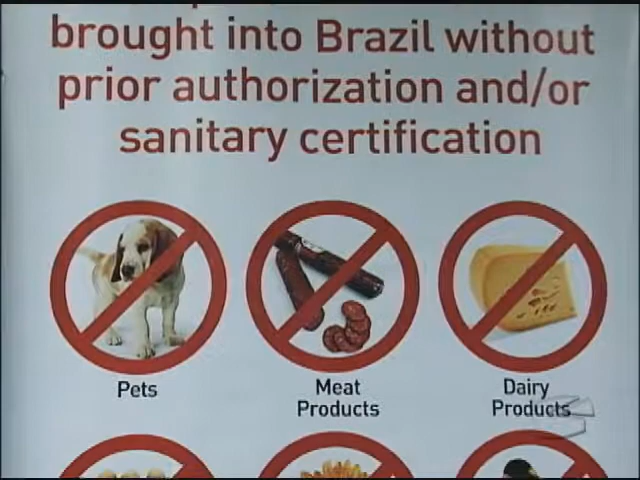 brought into Brazil without
prior authorization and/or
sanitary certification
Pets
Meat
Products
Dairy
Products